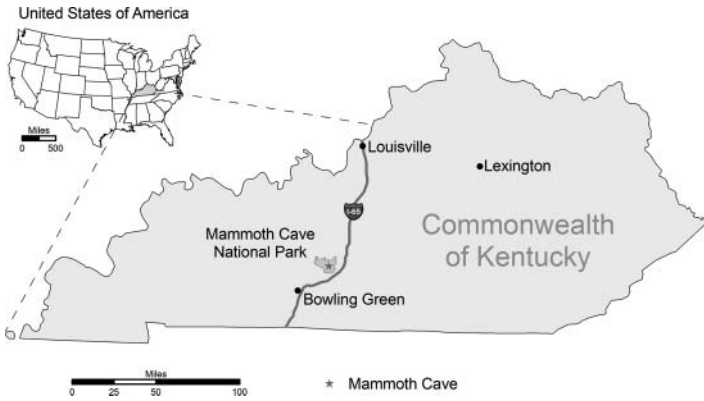 United States of America
Miles
0 500
Louisville
Lexington
I-65
Mammoth Cave
National Park
Commonwealth
of Kentucky
Bowling Green
Miles
0 25 50 100
Mammoth Cave